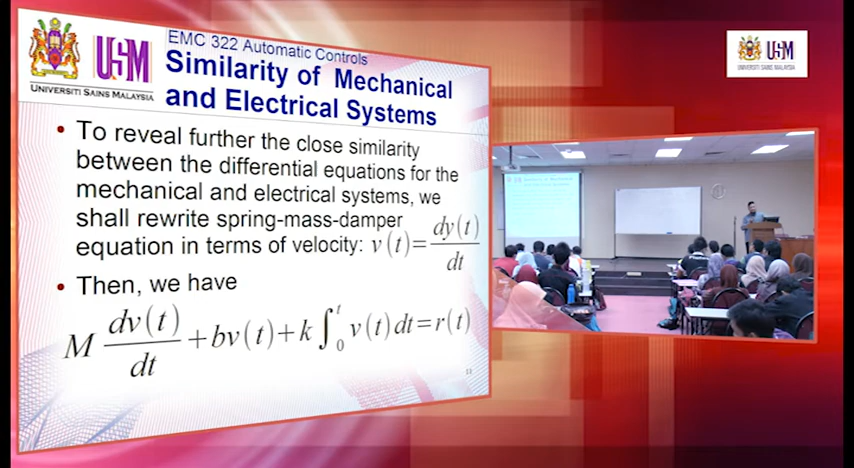 USM
UNIVERSITI SAINS MALAYSIA
EMC 322 Automatic Controls
Similarity of Mechanical
and Electrical Systems
• To reveal further the close similarity
between the differential equations for the
mechanical and electrical systems, we
shall rewrite spring-mass-damper
equation in terms of velocity: v(t)=dy(t)/dt
• Then, we have
M dv(t)/dt +bv(t)+k∫₀ᵗ v(t)dt=r(t)
USM
UNIVERSITI SAINS MALAYSIA